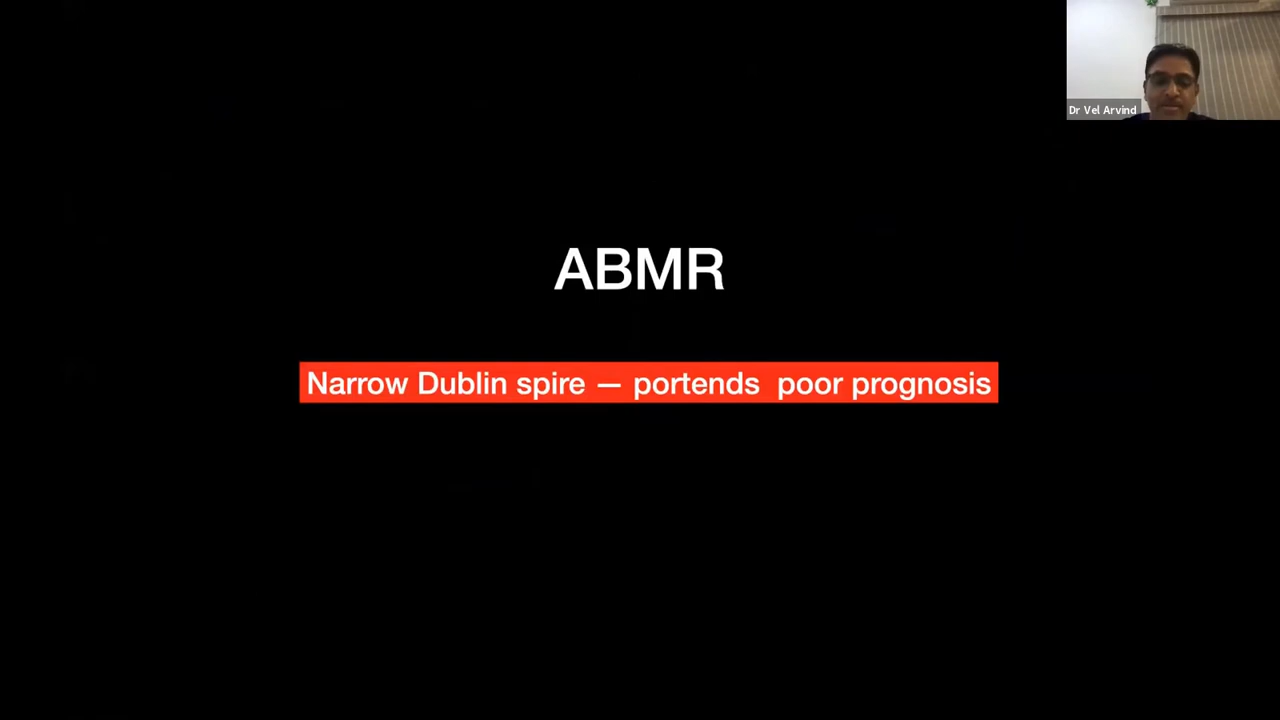 Dr Vel Arvind
ABMR
Narrow Dublin spire — portends poor prognosis